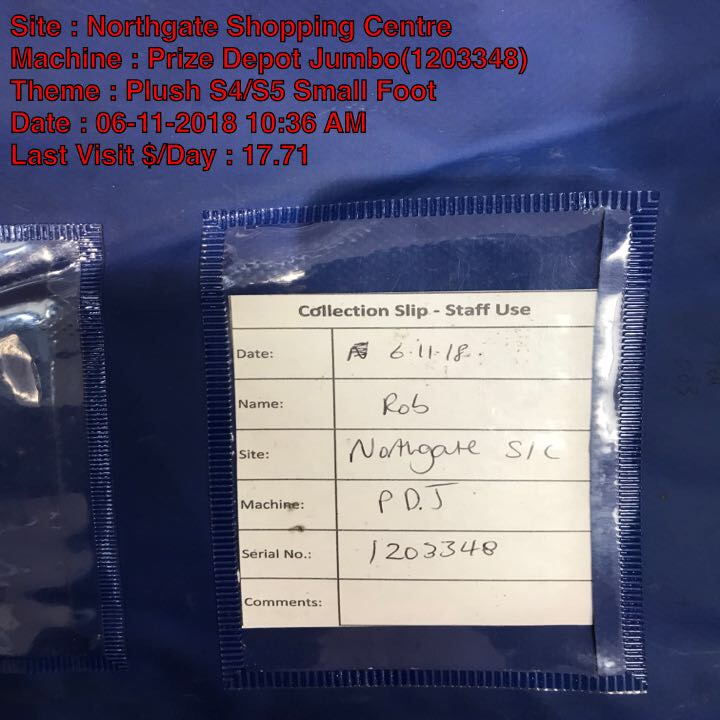 Site : Northgate Shopping Centre
Machine : Prize Depot Jumbo(1203348)
Theme : Plush S4/S5 Small Foot
Date : 06-11-2018 10:36 AM
Last Visit $/Day : 17.71
Collection Slip - Staff Use
Date: 6.11.18.
Name: Rob
Site: Northgate S/C
Machine: P D.J
Serial No.: 1203348
Comments: